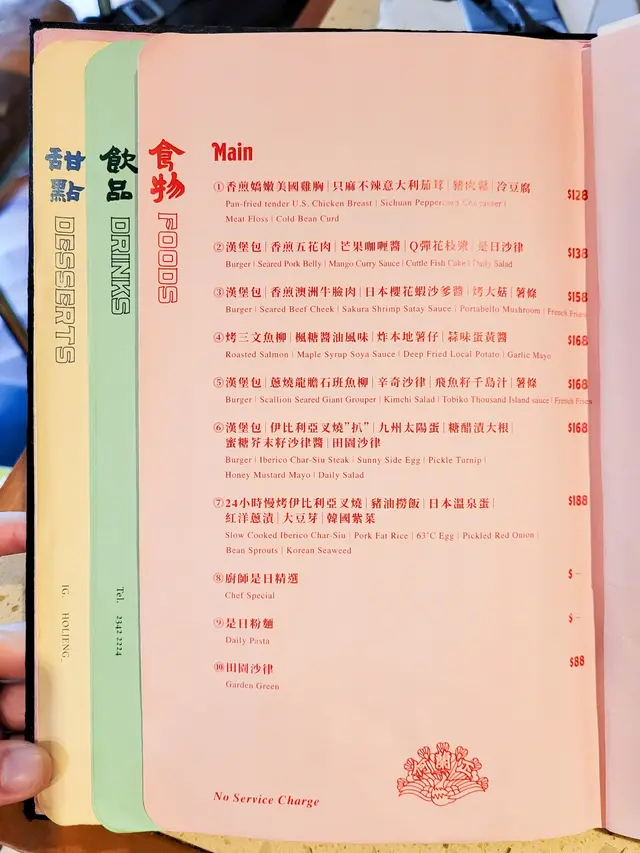 甜點
DESSERTS
IG. HOLIENG.
飲品
DRINKS
Tel. 2342 2224
食物
FOODS
Main
①香煎嬌嫩美國雞胸|只麻不辣意大利茄茸|豬肉鬆|冷豆腐
$128
Pan-fried tender U.S. Chicken Breast | Sichuan
Meat Floss | Cold Bean Curd
②漢堡包|香煎五花肉|芒果咖喱醬|Q彈花枝漿|是日沙律
$138
Burger | Seared Pork Belly | Mango Curry Sauce | Cuttle Fish Cake | Daily Salad
③漢堡包|香煎澳洲牛臉肉|日本櫻花蝦沙爹醬|烤大菇|薯條
$158
Burger | Seared Beef Cheek | Sakura Shrimp Satay Sauce | Portabello Mushroom | French Fries
④烤三文魚柳|楓糖醬油風味|炸本地薯仔|蒜味蛋黃醬
$168
Roasted Salmon | Maple Syrup Soya Sauce | Deep Fried Local Potato | Garlic Mayo
⑤漢堡包|蔥燒龍膽石班魚柳|辛奇沙律|飛魚籽千島汁|薯條
$168
Burger | Scallion Seared Giant Grouper | Kimchi Salad | Tobiko Thousand Island sauce | French Fries
⑥漢堡包|伊比利亞叉燒"扒"|九州太陽蛋|糖醋漬大根|
$168
蜜糖芥末籽沙律醬|田園沙律
Burger | Iberico Char-Siu Steak | Sunny Side Egg | Pickle Turnip |
Honey Mustard Mayo | Daily Salad
⑦24小時慢烤伊比利亞叉燒|豬油撈飯|日本溫泉蛋|
$188
紅洋蔥漬|大豆芽|韓國紫菜
Slow Cooked Iberico Char-Siu | Pork Fat Rice | 63°C Egg | Pickled Red Onion |
Bean Sprouts | Korean Seaweed
⑧廚師是日精選
$ -
Chef Special
⑨是日粉麵
$ -
Daily Pasta
⑩田園沙律
$88
Garden Green
No Service Charge